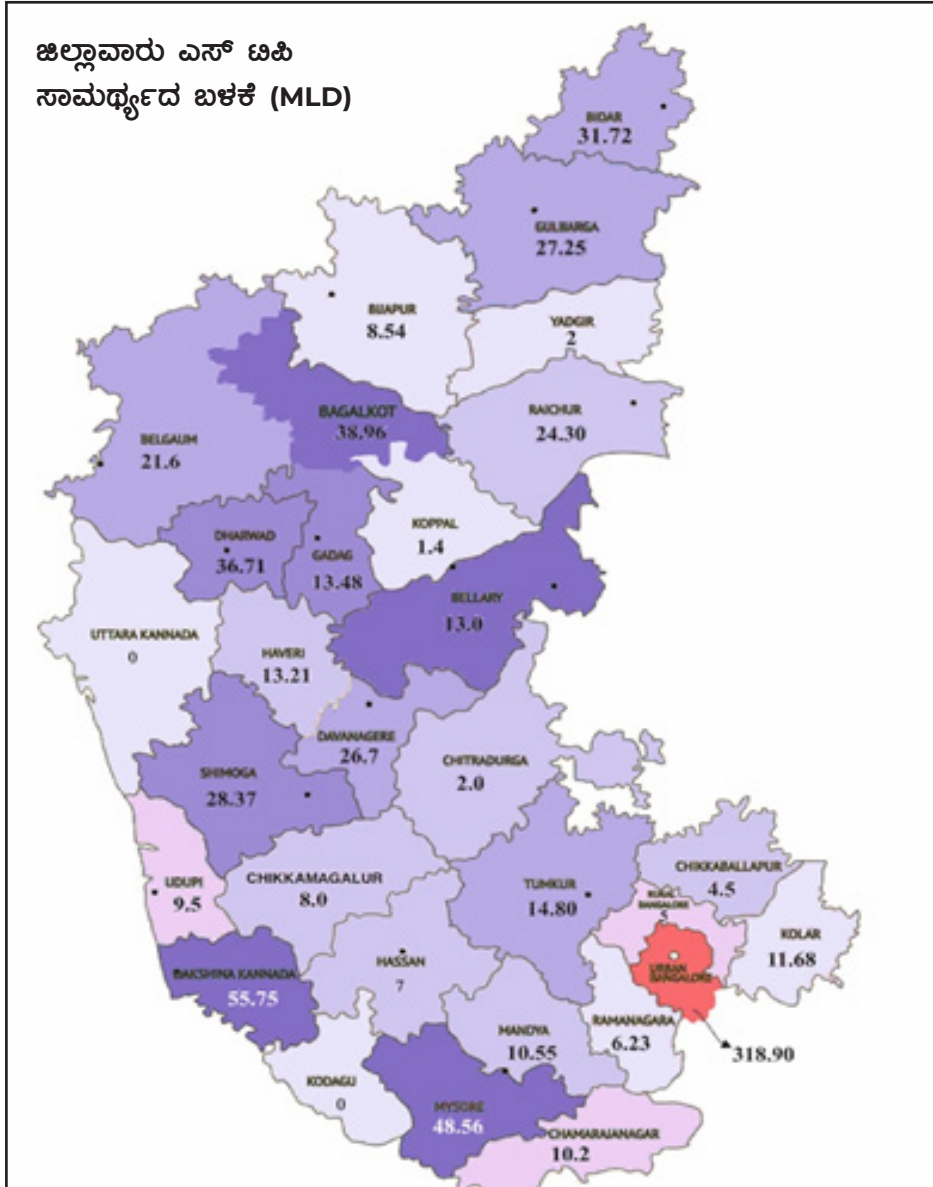 ಜಿಲ್ಲಾವಾರು ಎಸ್ ಟಿಪಿ
ಸಾಮರ್ಥ್ಯದ ಬಳಕೆ (MLD)
BIDAR
31.72
GULBARGA
27.25
BIJAPUR
8.54
YADGIR
2
BAGALKOT
38.96
RAICHUR
24.30
BELGAUM
21.6
KOPPAL
1.4
DHARWAD
36.71
GADAG
13.48
BELLARY
13.0
UTTARA KANNADA
0
HAVERI
13.21
DAVANAGERE
26.7
CHITRADURGA
2.0
SHIMOGA
28.37
CHIKKABALLAPUR
4.5
UDUPI
9.5
CHIKKAMAGALUR
8.0
TUMKUR
14.80
RURAL
BANGALORE
5
KOLAR
11.68
HASSAN
7
URBAN
BANGALORE
318.90
DAKSHINA KANNADA
55.75
RAMANAGARA
6.23
MANDYA
10.55
KODAGU
0
MYSORE
48.56
CHAMARAJANAGAR
10.2